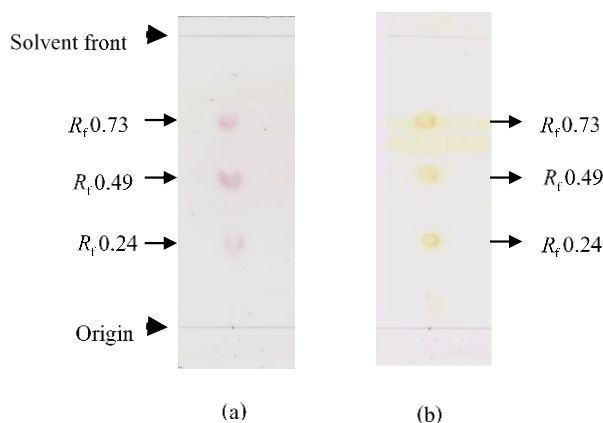 Solvent front
Rf 0.73
Rf 0.73
Rf 0.49
Rf 0.49
Rf 0.24
Rf 0.24
Origin
(a)
(b)